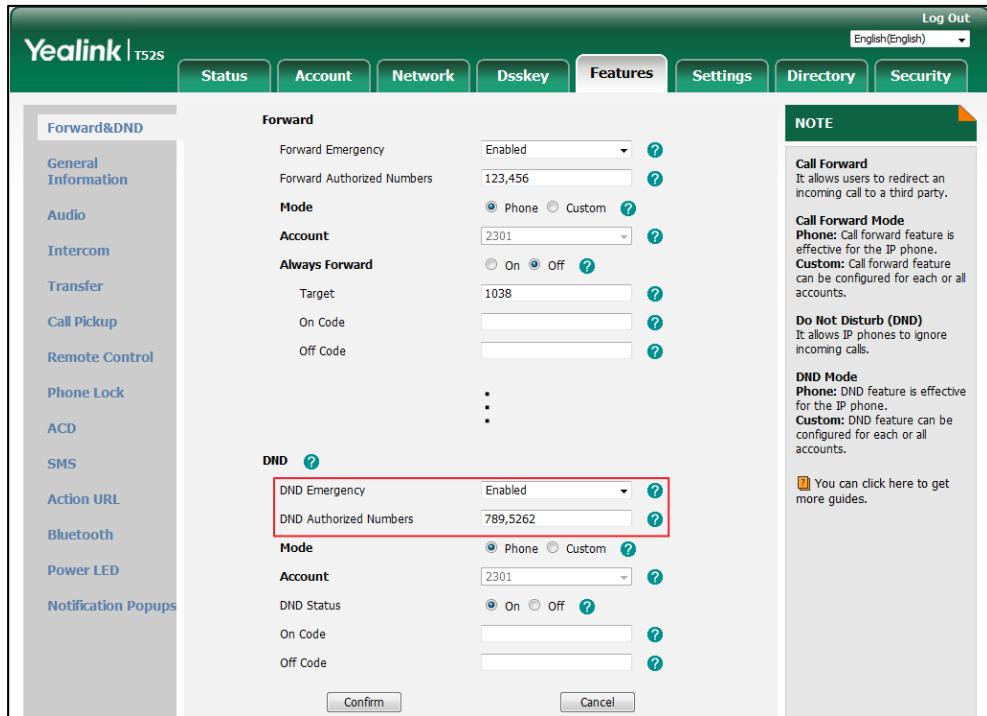 Log Out
Yealink | T52S
English(English)
Status
Account
Network
Dsskey
Features
Settings
Directory
Security
Forward&DND
General
Information
Audio
Intercom
Transfer
Call Pickup
Remote Control
Phone Lock
ACD
SMS
Action URL
Bluetooth
Power LED
Notification Popups
Forward
Forward Emergency Enabled ?
Forward Authorized Numbers 123,456 ?
Mode Phone Custom ?
Account 2301 ?
Always Forward On Off ?
Target 1038 ?
On Code ?
Off Code ?
DND ?
DND Emergency Enabled ?
DND Authorized Numbers 789,5262 ?
Mode Phone Custom ?
Account 2301 ?
DND Status On Off ?
On Code ?
Off Code ?
Confirm Cancel
NOTE
Call Forward
It allows users to redirect an
incoming call to a third party.
Call Forward Mode
Phone: Call forward feature is
effective for the IP phone.
Custom: Call forward feature
can be configured for each or all
accounts.
Do Not Disturb (DND)
It allows IP phones to ignore
incoming calls.
DND Mode
Phone: DND feature is effective
for the IP phone.
Custom: DND feature can be
configured for each or all
accounts.
? You can click here to get
more guides.